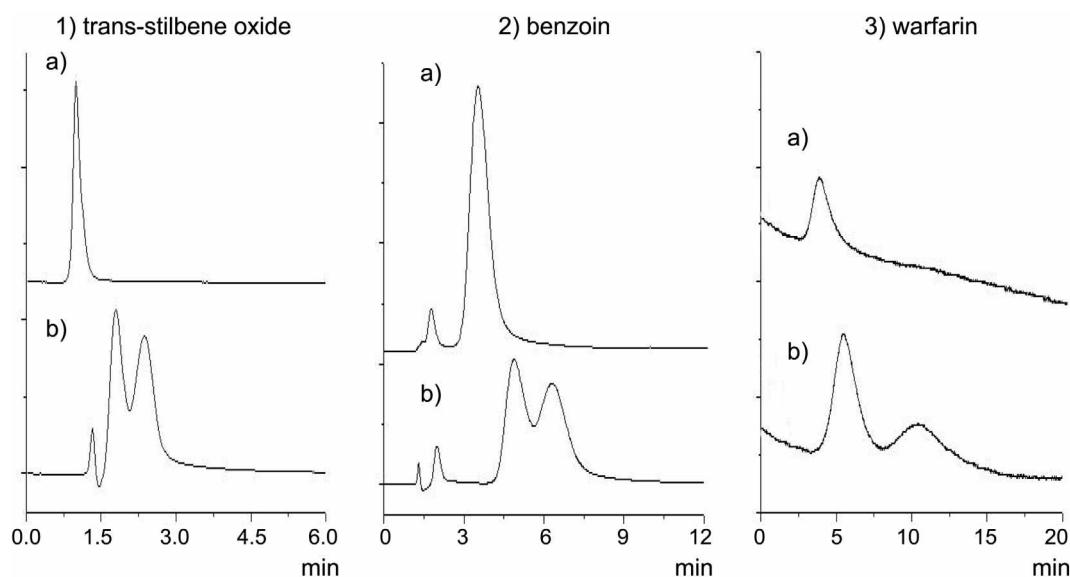 1) trans-stilbene oxide
2) benzoin
3) warfarin
a)
b)
0.0 1.5 3.0 4.5 6.0
min
a)
b)
0 3 6 9 12
min
a)
b)
0 5 10 15 20
min